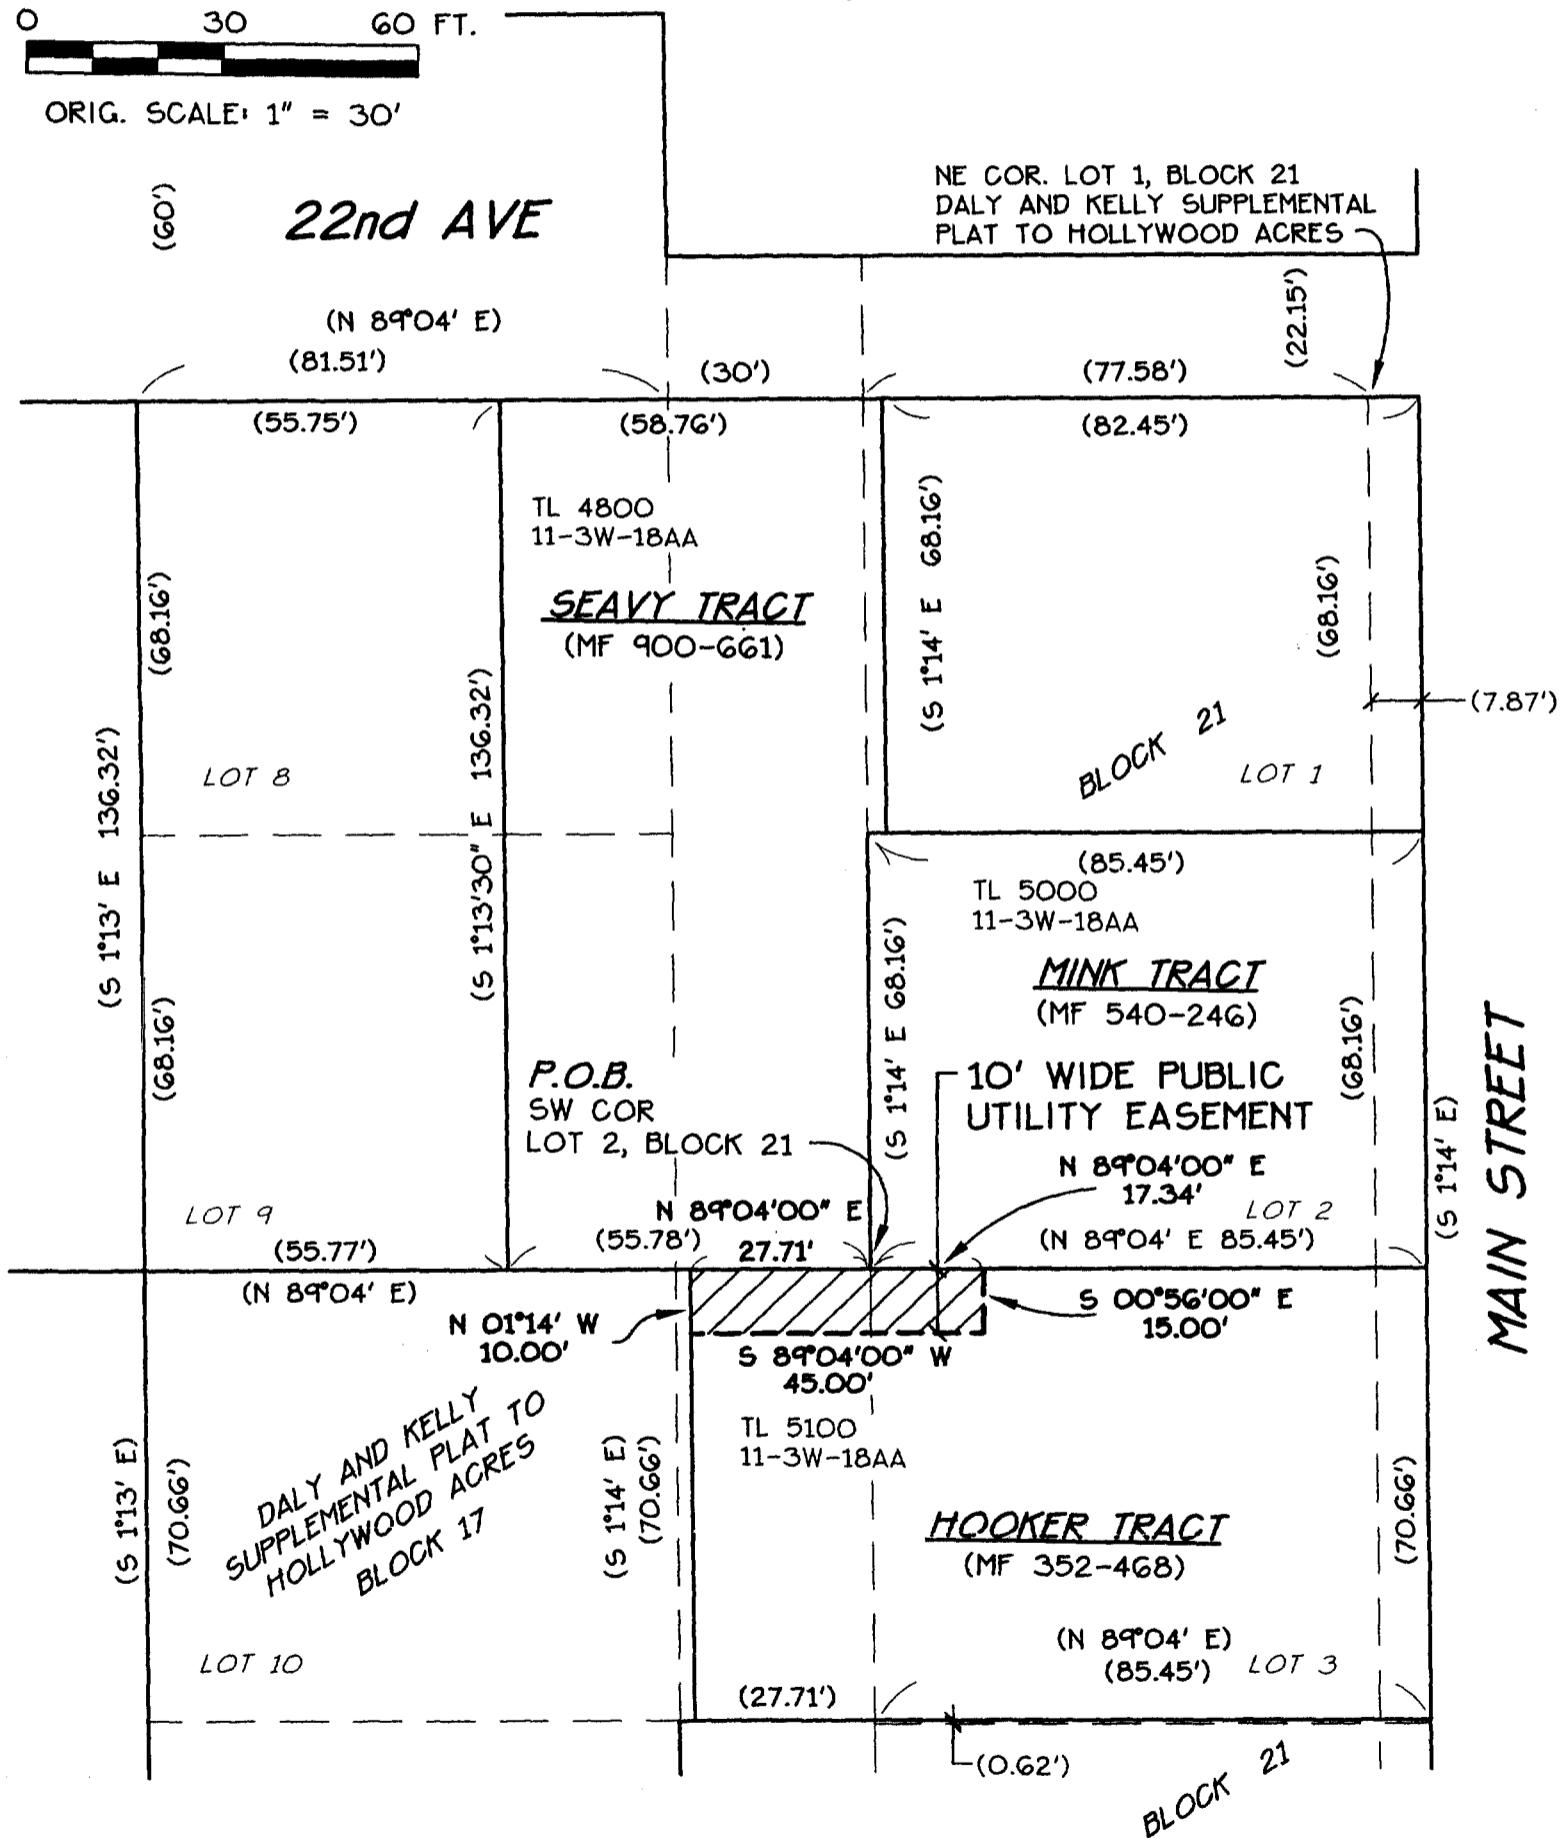 0 30 60 FT.
ORIG. SCALE: 1" = 30'
(60')
22nd AVE
NE COR. LOT 1, BLOCK 21
DALY AND KELLY SUPPLEMENTAL
PLAT TO HOLLYWOOD ACRES
(22.15')
(N 89°04' E)
(81.51')
(30')
(77.58')
(55.75')
(58.76')
(82.45')
TL 4800
11-3W-18AA
SEAVY TRACT
(MF 900-661)
(68.16')
(S 1°14' E 68.16')
(68.16')
(7.87')
BLOCK 21
LOT 1
LOT 8
(S 1°13' E 136.32')
(S 1°13'30" E 136.32')
(85.45')
TL 5000
11-3W-18AA
MINK TRACT
(MF 540-246)
(68.16')
(S 1°14' E 68.16')
(68.16')
MAIN STREET
P.O.B.
SW COR
LOT 2, BLOCK 21
10' WIDE PUBLIC
UTILITY EASEMENT
(S 1°14' E)
N 89°04'00" E
17.34'
LOT 2
LOT 9
N 89°04'00" E
27.71'
(55.77')
(55.78')
(N 89°04' E 85.45')
(N 89°04' E)
N 01°14' W
10.00'
S 00°56'00" E
15.00'
S 89°04'00" W
45.00'
TL 5100
11-3W-18AA
DALY AND KELLY
SUPPLEMENTAL PLAT TO
HOLLYWOOD ACRES
BLOCK 17
(S 1°13' E)
(70.66')
(S 1°14' E)
(70.66')
HOOKER TRACT
(MF 352-468)
(70.66')
(N 89°04' E)
(85.45')
LOT 3
LOT 10
(27.71')
(0.62')
BLOCK 21